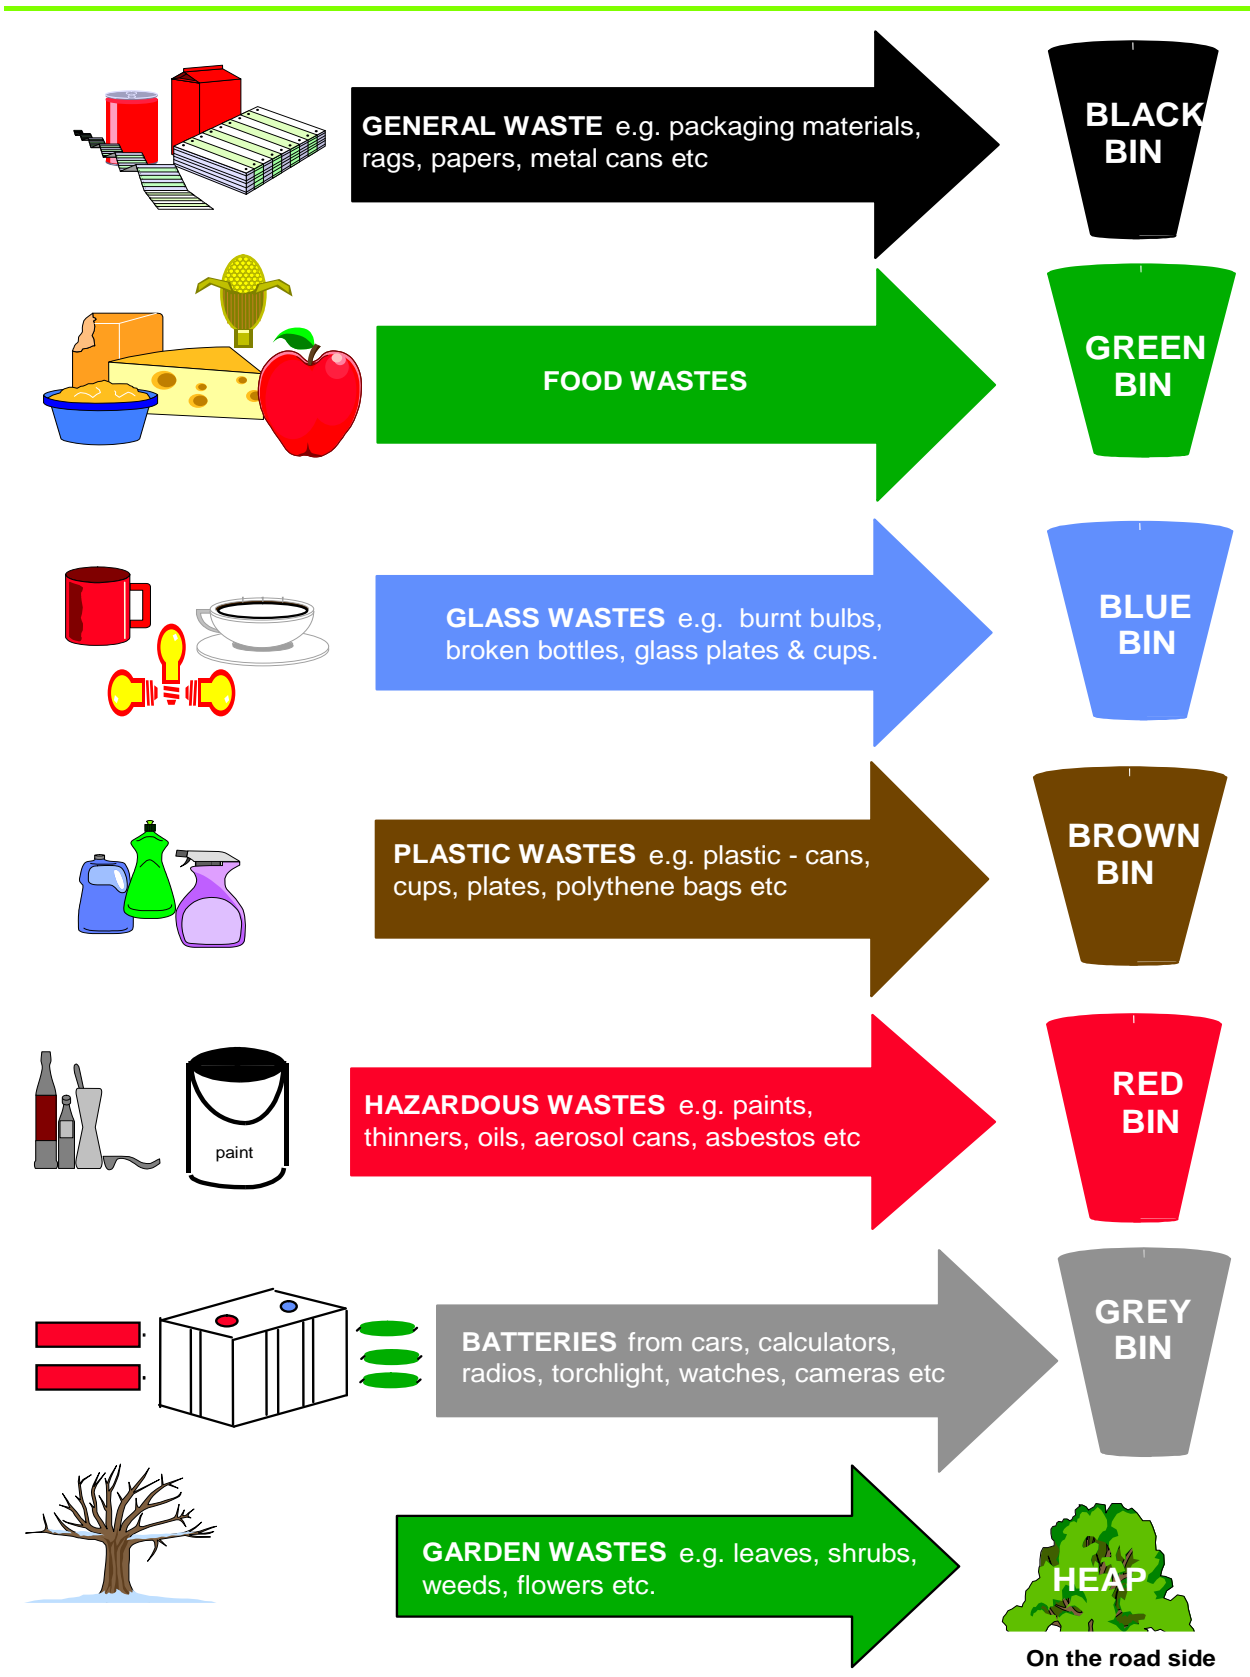 GENERAL WASTE e.g. packaging materials,
rags, papers, metal cans etc
BLACK
BIN
FOOD WASTES
GREEN
BIN
GLASS WASTES e.g. burnt bulbs,
broken bottles, glass plates & cups.
BLUE
BIN
PLASTIC WASTES e.g. plastic - cans,
cups, plates, polythene bags etc
BROWN
BIN
paint
HAZARDOUS WASTES e.g. paints,
thinners, oils, aerosol cans, asbestos etc
RED
BIN
BATTERIES from cars, calculators,
radios, torchlight, watches, cameras etc
GREY
BIN
GARDEN WASTES e.g. leaves, shrubs,
weeds, flowers etc.
HEAP
On the road side